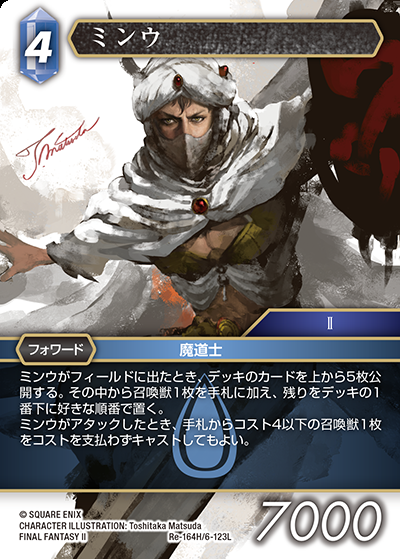 4
ミンウ
T.Matsuda
II
フォワード
魔道士
ミンウがフィールドに出たとき、デッキのカードを上から5枚公
開する。その中から召喚獣1枚を手札に加え、残りをデッキの1
番下に好きな順番で置く。
ミンウがアタックしたとき、手札からコスト4以下の召喚獣1枚
をコストを支払わずキャストしてもよい。
© SQUARE ENIX
CHARACTER ILLUSTRATION: Toshitaka Matsuda
FINAL FANTASY II
Re-164H/6-123L
7000